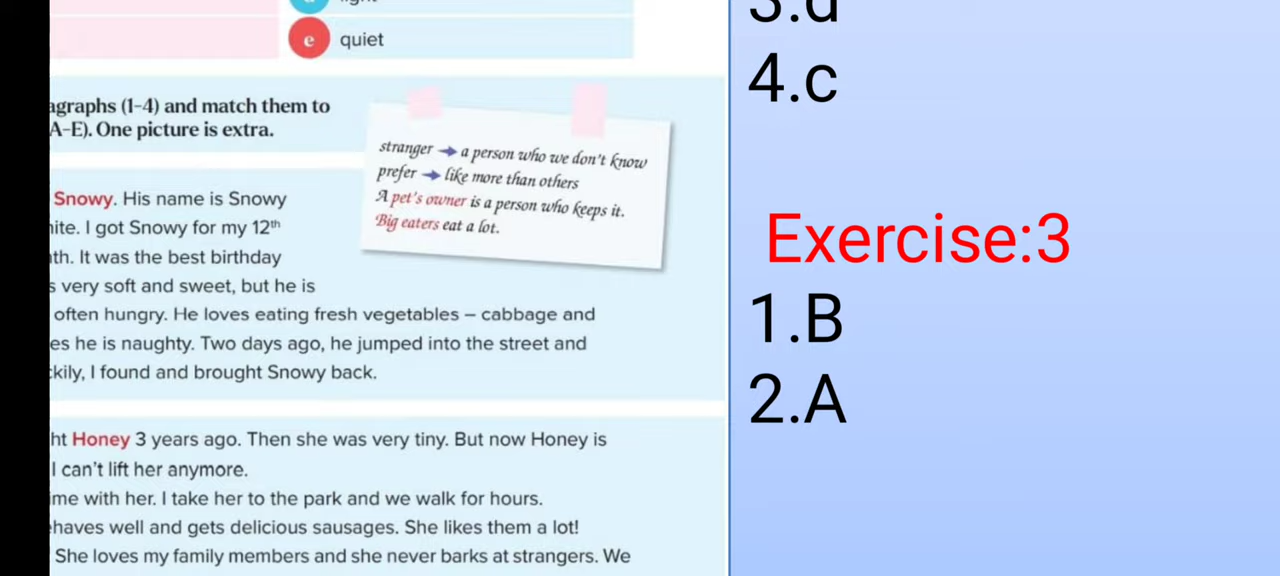 e quiet
agraphs (1–4) and match them to
A–E). One picture is extra.
stranger → a person who we don't know
prefer → like more than others
A pet's owner is a person who keeps it.
Big eaters eat a lot.
Snowy. His name is Snowy
ite. I got Snowy for my 12th
th. It was the best birthday
s very soft and sweet, but he is
often hungry. He loves eating fresh vegetables – cabbage and
es he is naughty. Two days ago, he jumped into the street and
ckily, I found and brought Snowy back.
ht Honey 3 years ago. Then she was very tiny. But now Honey is
I can't lift her anymore.
me with her. I take her to the park and we walk for hours.
haves well and gets delicious sausages. She likes them a lot!
She loves my family members and she never barks at strangers. We
3.d
4.c
Exercise:3
1.B
2.A